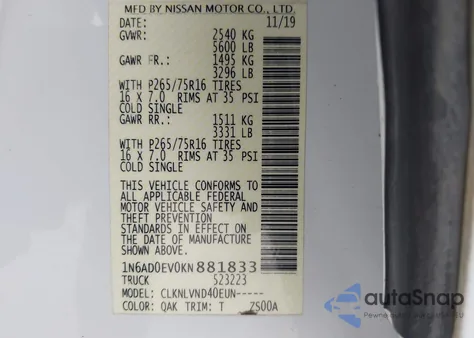 MFD BY NISSAN MOTOR CO., LTD.
DATE: 11/19
GVWR: 2540 KG
5600 LB
GAWR FR.: 1495 KG
3296 LB
WITH P265/75R16 TIRES
16 X 7.0 RIMS AT 35 PSI
COLD SINGLE
GAWR RR.: 1511 KG
3331 LB
WITH P265/75R16 TIRES
16 X 7.0 RIMS AT 35 PSI
COLD SINGLE
THIS VEHICLE CONFORMS TO
ALL APPLICABLE FEDERAL
MOTOR VEHICLE SAFETY AND
THEFT PREVENTION
STANDARDS IN EFFECT ON
THE DATE OF MANUFACTURE
SHOWN ABOVE.
1N6AD0EV0KN881833
TRUCK 523223
MODEL: CLKNLVND40EUN-----
COLOR: QAK TRIM: T ZS00A
autoSnap